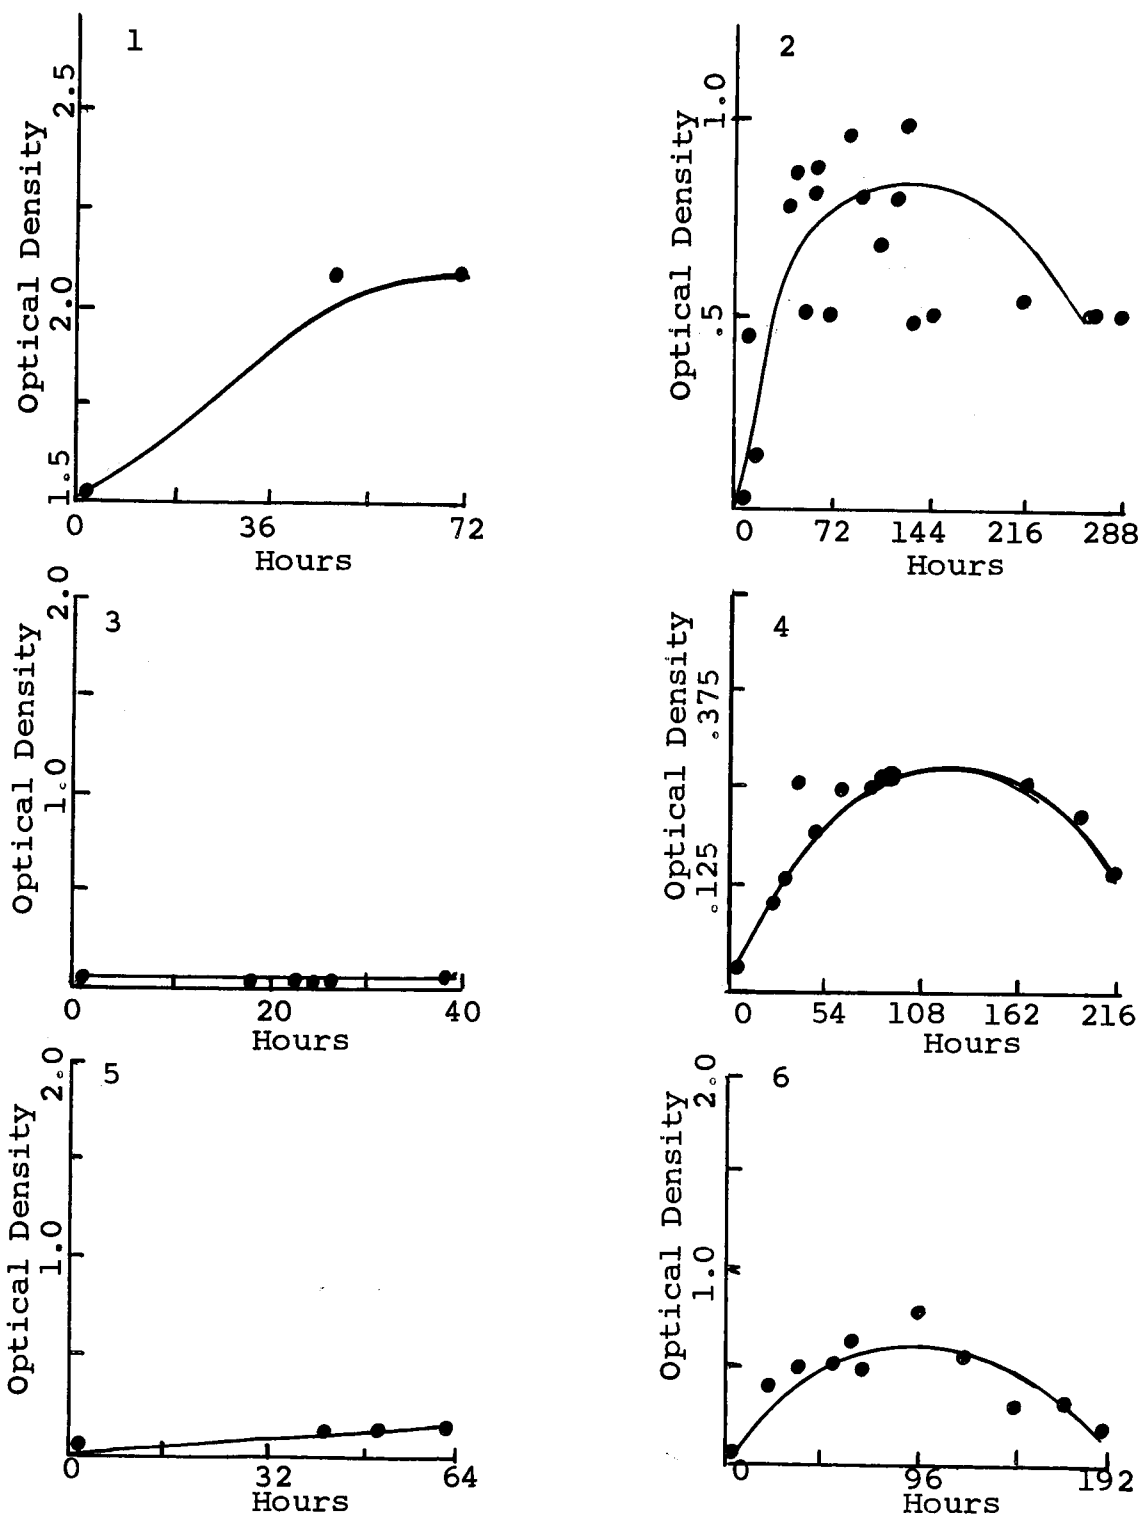 1
Optical Density
2.5
2.0
1.5
0 36 72
Hours
2
Optical Density
1.0
.5
0 72 144 216 288
Hours
3
Optical Density
2.0
1.0
0 20 40
Hours
4
Optical Density
.375
.125
0 54 108 162 216
Hours
5
Optical Density
2.0
1.0
0 32 64
Hours
6
Optical Density
2.0
1.0
0 96 192
Hours